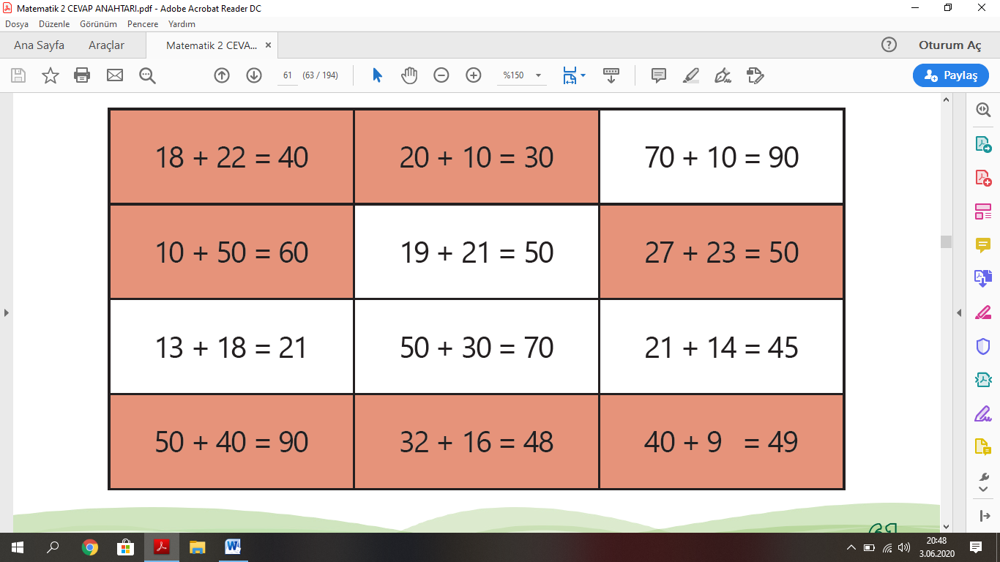 Matematik 2 CEVAP ANAHTARI.pdf - Adobe Acrobat Reader DC
Dosya Düzenle Görünüm Pencere Yardım
Ana Sayfa Araçlar Matematik 2 CEVA... Oturum Aç
61 (63 / 194) %150 Paylaş
18 + 22 = 40 20 + 10 = 30 70 + 10 = 90
10 + 50 = 60 19 + 21 = 50 27 + 23 = 50
13 + 18 = 21 50 + 30 = 70 21 + 14 = 45
50 + 40 = 90 32 + 16 = 48 40 + 9 = 49
20:48
3.06.2020